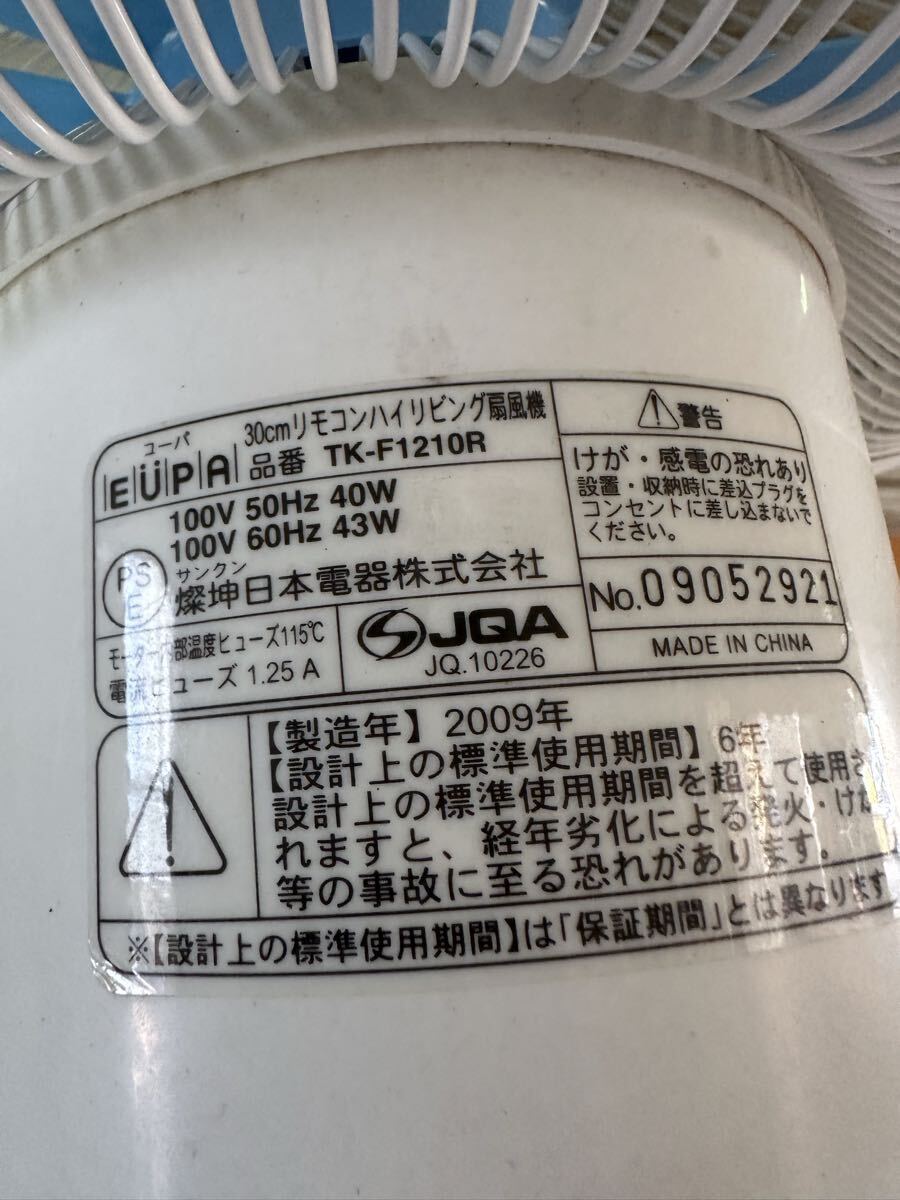 ユーパ
EUPA
30cmリモコンハイリビング扇風機
品番 TK-F1210R
100V 50Hz 40W
100V 60Hz 43W
PS
E
サンクン
燦坤日本電器株式会社
モーター内部温度ヒューズ115℃
電流ヒューズ 1.25 A
JQA
JQ.10226
警告
けが・感電の恐れあり
設置・収納時に差込プラグを
コンセントに差し込まないで
ください。
No.09052921
MADE IN CHINA
【製造年】2009年
【設計上の標準使用期間】6年
設計上の標準使用期間を超えて使用さ
れますと、経年劣化による発火・けが
等の事故に至る恐れがあります。
※【設計上の標準使用期間】は「保証期間」とは異なります